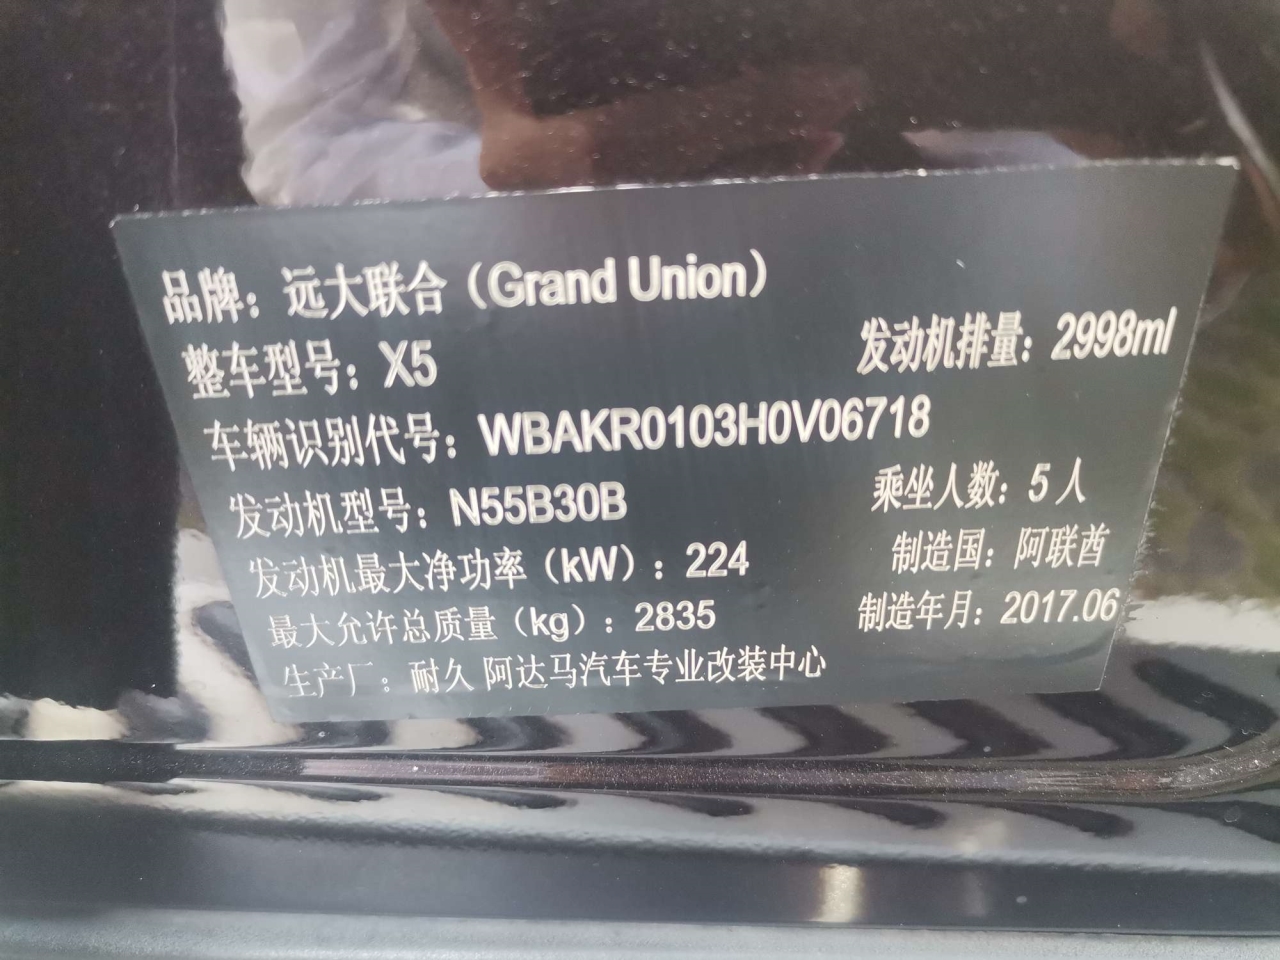 品牌：远大联合（Grand Union）
整车型号：X5 发动机排量：2998ml
车辆识别代号：WBAKR0103H0V06718
发动机型号：N55B30B 乘坐人数：5 人
发动机最大净功率（kW）：224 制造国：阿联酋
最大允许总质量（kg）：2835 制造年月：2017.06
生产厂：耐久 阿达马汽车专业改装中心